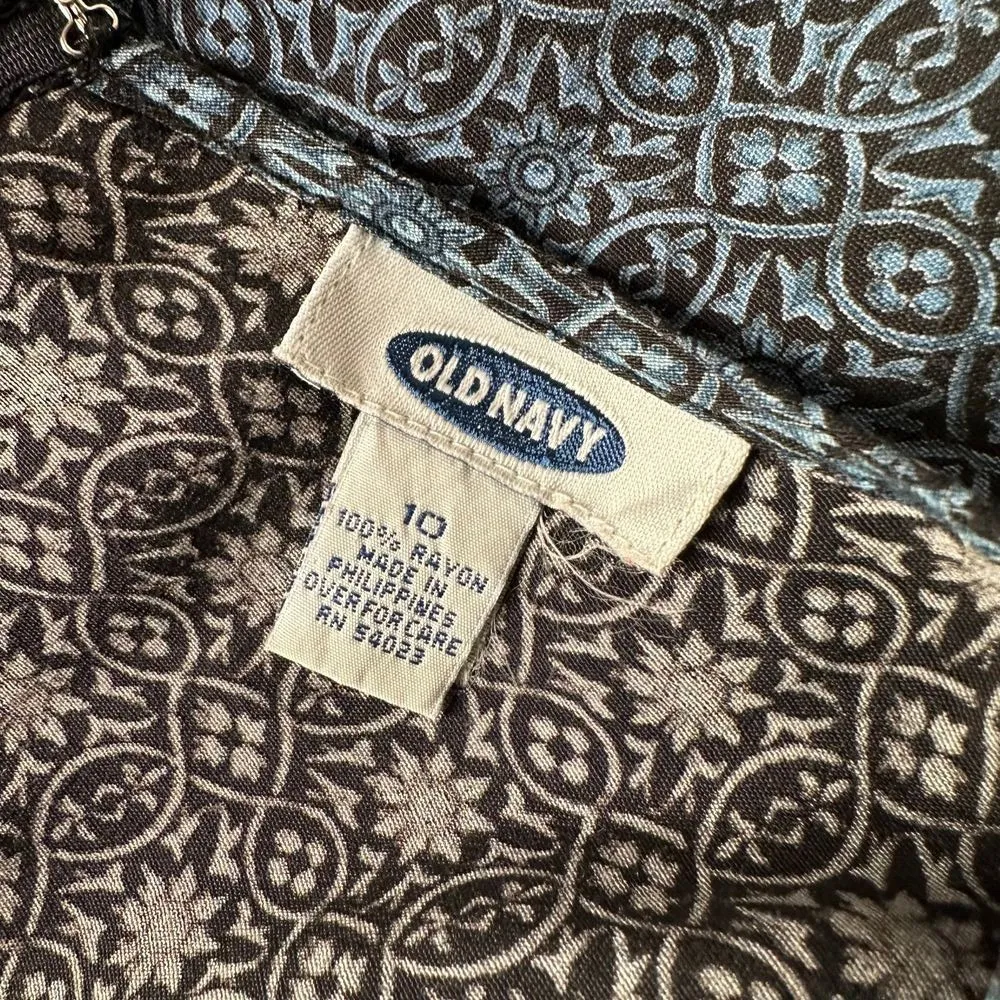 OLD NAVY
10
100% RAYON
MADE IN
PHILIPPINES
OVER FOR CARE
RN 54023